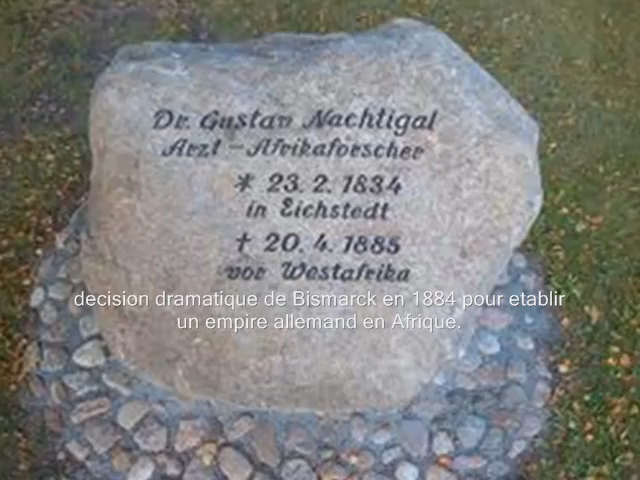 Dr. Gustav Nachtigal
Arzt - Afrikaforscher
* 23. 2. 1834
in Eichstedt
† 20. 4. 1885
vor Westafrika
decision dramatique de Bismarck en 1884 pour etablir
un empire allemand en Afrique.